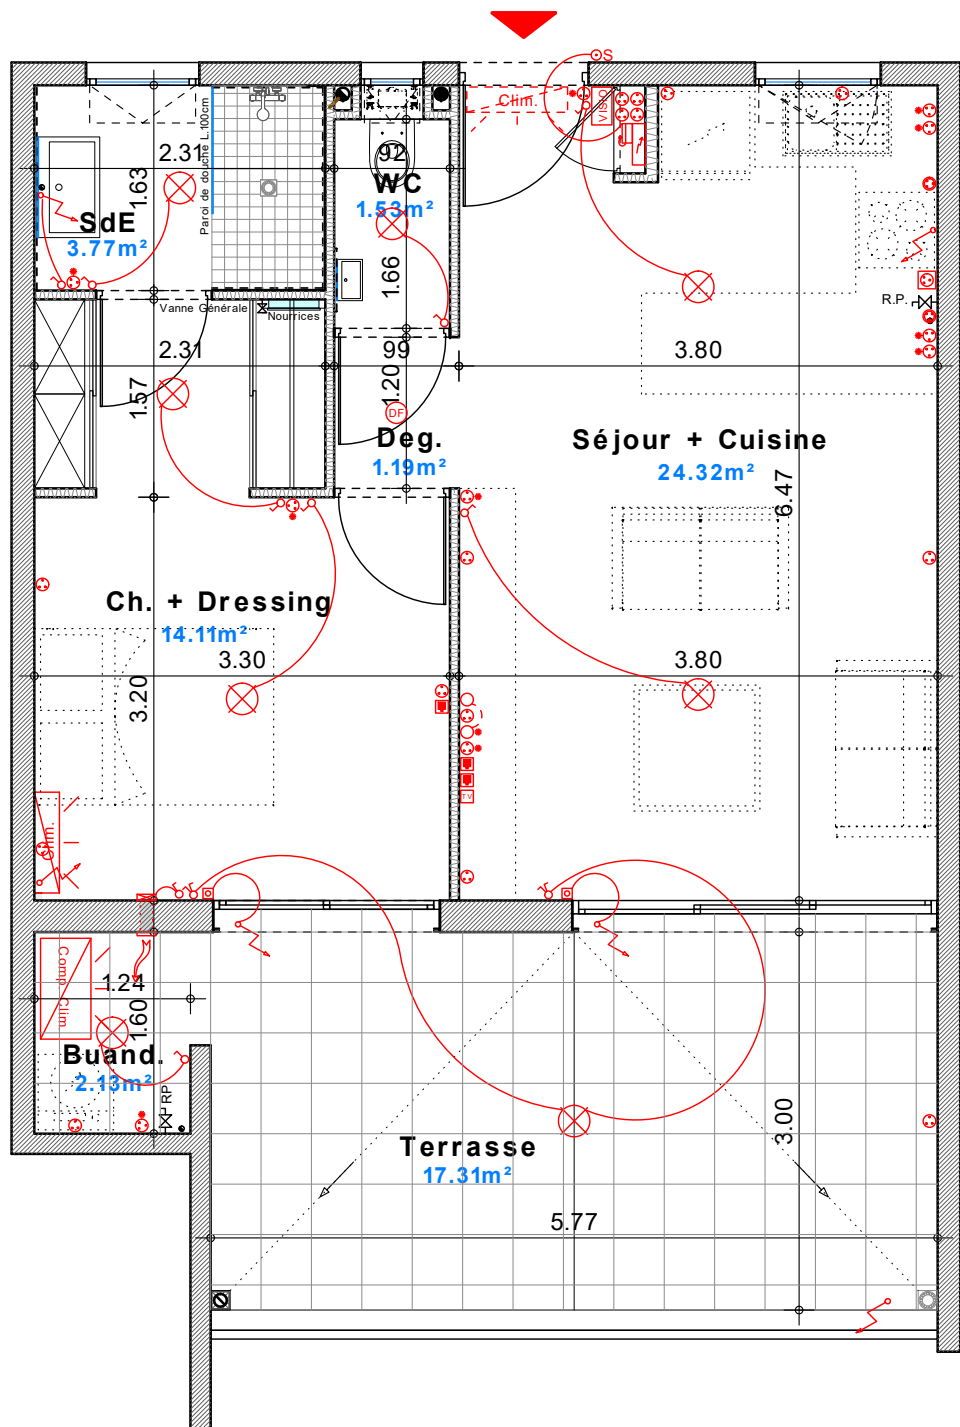 S
Clim.
VISIO
Paroi de douche L.100cm
2.31
1.63
SdE
3.77m²
92
WC
1.53m²
1.66
R.P.
Vanne Générale
Nourrices
2.31
1.57
99
1.20
DF
Deg.
1.19m²
3.80
Séjour + Cuisine
24.32m²
6.47
Ch. + Dressing
14.11m²
3.30
3.20
3.80
TV
Clim.
Comp Clim.
1.24
1.60
Buand.
2.13m²
RP
Terrasse
17.31m²
3.00
5.77